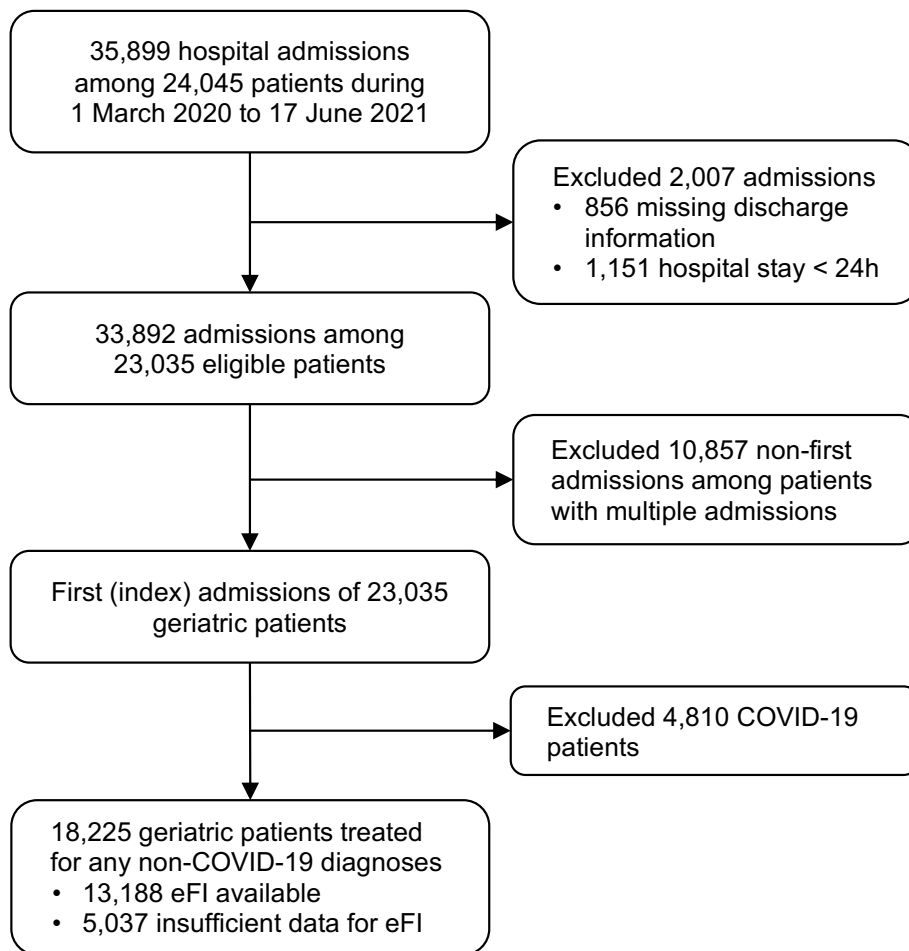 35,899 hospital admissions
among 24,045 patients during
1 March 2020 to 17 June 2021
Excluded 2,007 admissions
• 856 missing discharge
information
• 1,151 hospital stay < 24h
33,892 admissions among
23,035 eligible patients
Excluded 10,857 non-first
admissions among patients
with multiple admissions
First (index) admissions of 23,035
geriatric patients
Excluded 4,810 COVID-19
patients
18,225 geriatric patients treated
for any non-COVID-19 diagnoses
• 13,188 eFI available
• 5,037 insufficient data for eFI